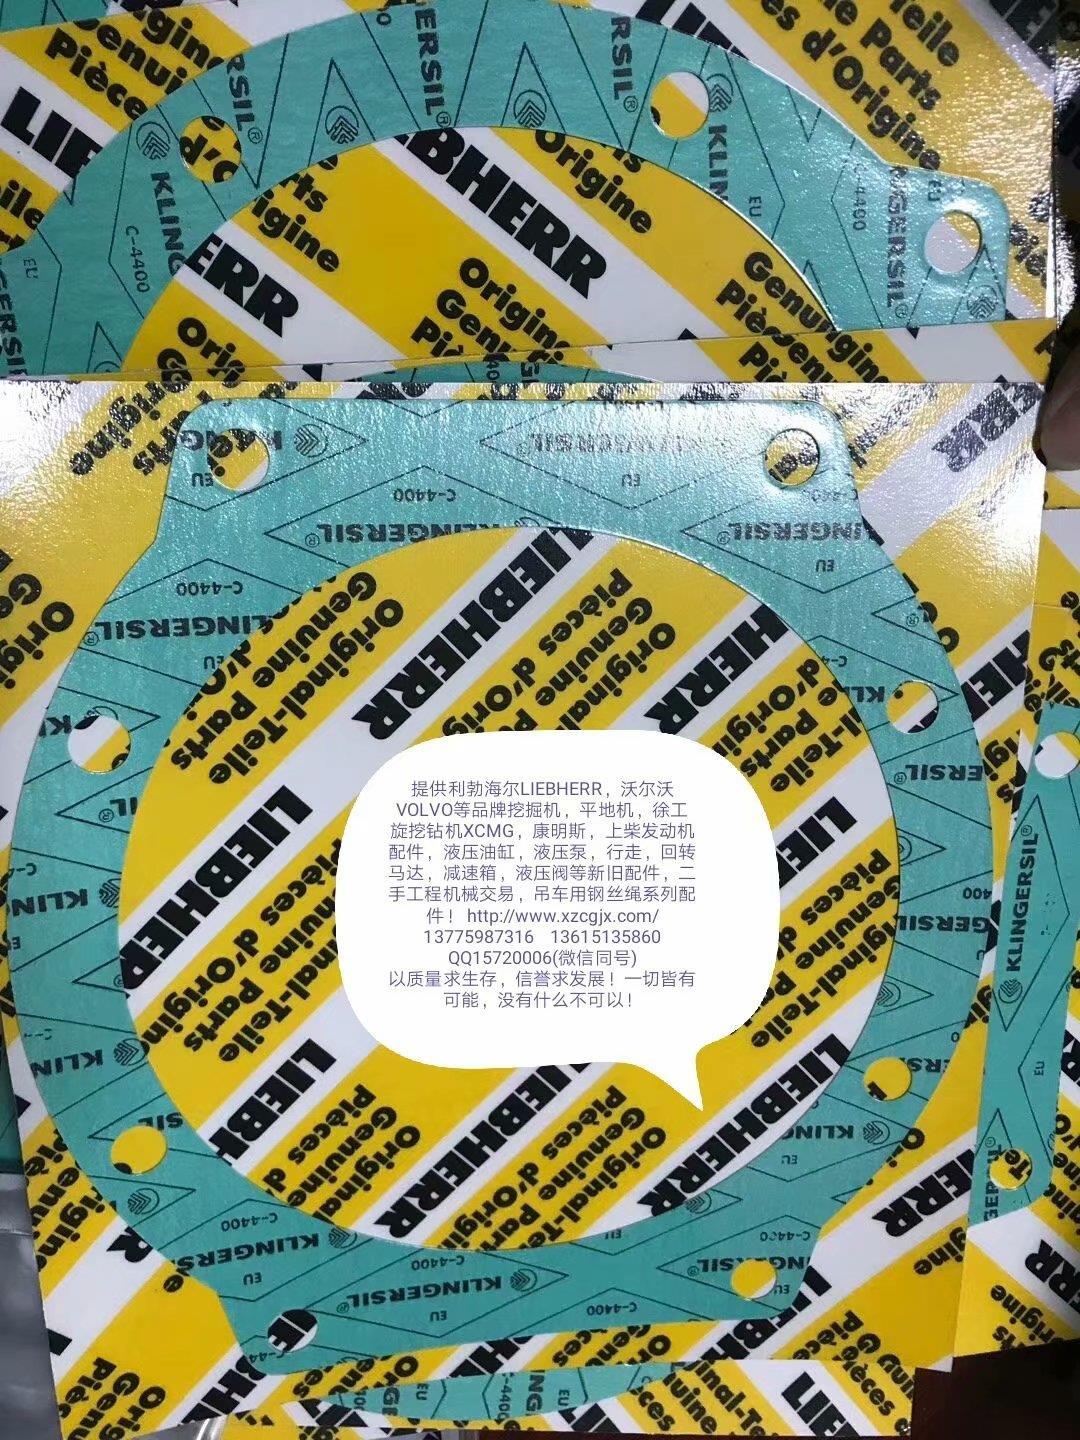 LIEBHERR
Original-Teile
Genuine Parts
Pièces d'Origine
KLINGERSIL®
C-4400
EU
提供利勃海尔LIEBHERR，沃尔沃
VOLVO等品牌挖掘机，平地机，徐工
旋挖钻机XCMG，康明斯，上柴发动机
配件，液压油缸，液压泵，行走，回转
马达，减速箱，液压阀等新旧配件，二
手工程机械交易，吊车用钢丝绳系列配
件！http://www.xzcgjx.com/
13775987316 13615135860
QQ15720006(微信同号)
以质量求生存，信誉求发展！一切皆有
可能，没有什么不可以！